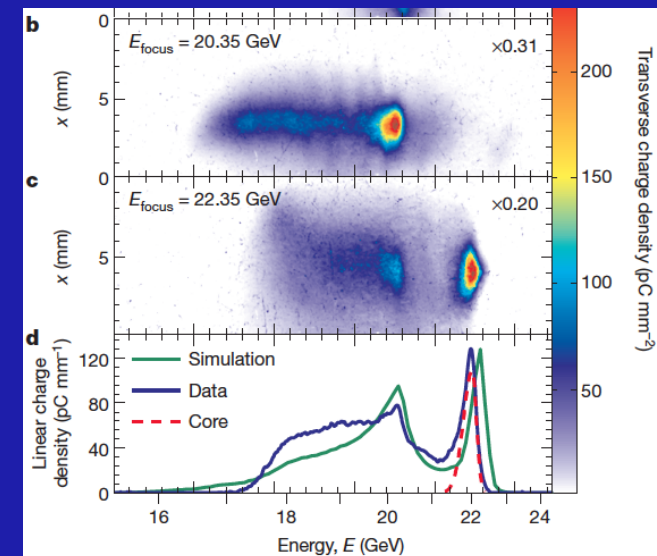 b
0
E_focus = 20.35 GeV
×0.31
5
x (mm)
0
c
E_focus = 22.35 GeV
×0.20
5
x (mm)
d
120
80
40
0
Linear charge
density (pC mm⁻¹)
Simulation
Data
Core
16 18 20 22 24
Energy, E (GeV)
200
150
100
50
Transverse charge density (pC mm⁻²)